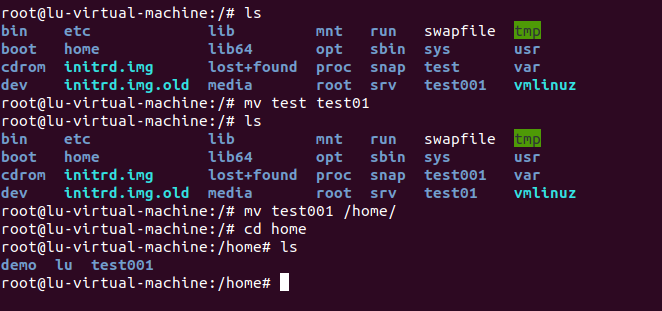 root@lu-virtual-machine:/# ls
bin    etc             lib         mnt   run   swapfile  tmp
boot   home            lib64       opt   sbin  sys       usr
cdrom  initrd.img      lost+found  proc  snap  test      var
dev    initrd.img.old  media       root  srv   test001   vmlinuz
root@lu-virtual-machine:/# mv test test01
root@lu-virtual-machine:/# ls
bin    etc             lib         mnt   run   swapfile  tmp
boot   home            lib64       opt   sbin  sys       usr
cdrom  initrd.img      lost+found  proc  snap  test001   var
dev    initrd.img.old  media       root  srv   test01    vmlinuz
root@lu-virtual-machine:/# mv test001 /home/
root@lu-virtual-machine:/# cd home
root@lu-virtual-machine:/home# ls
demo  lu  test001
root@lu-virtual-machine:/home#